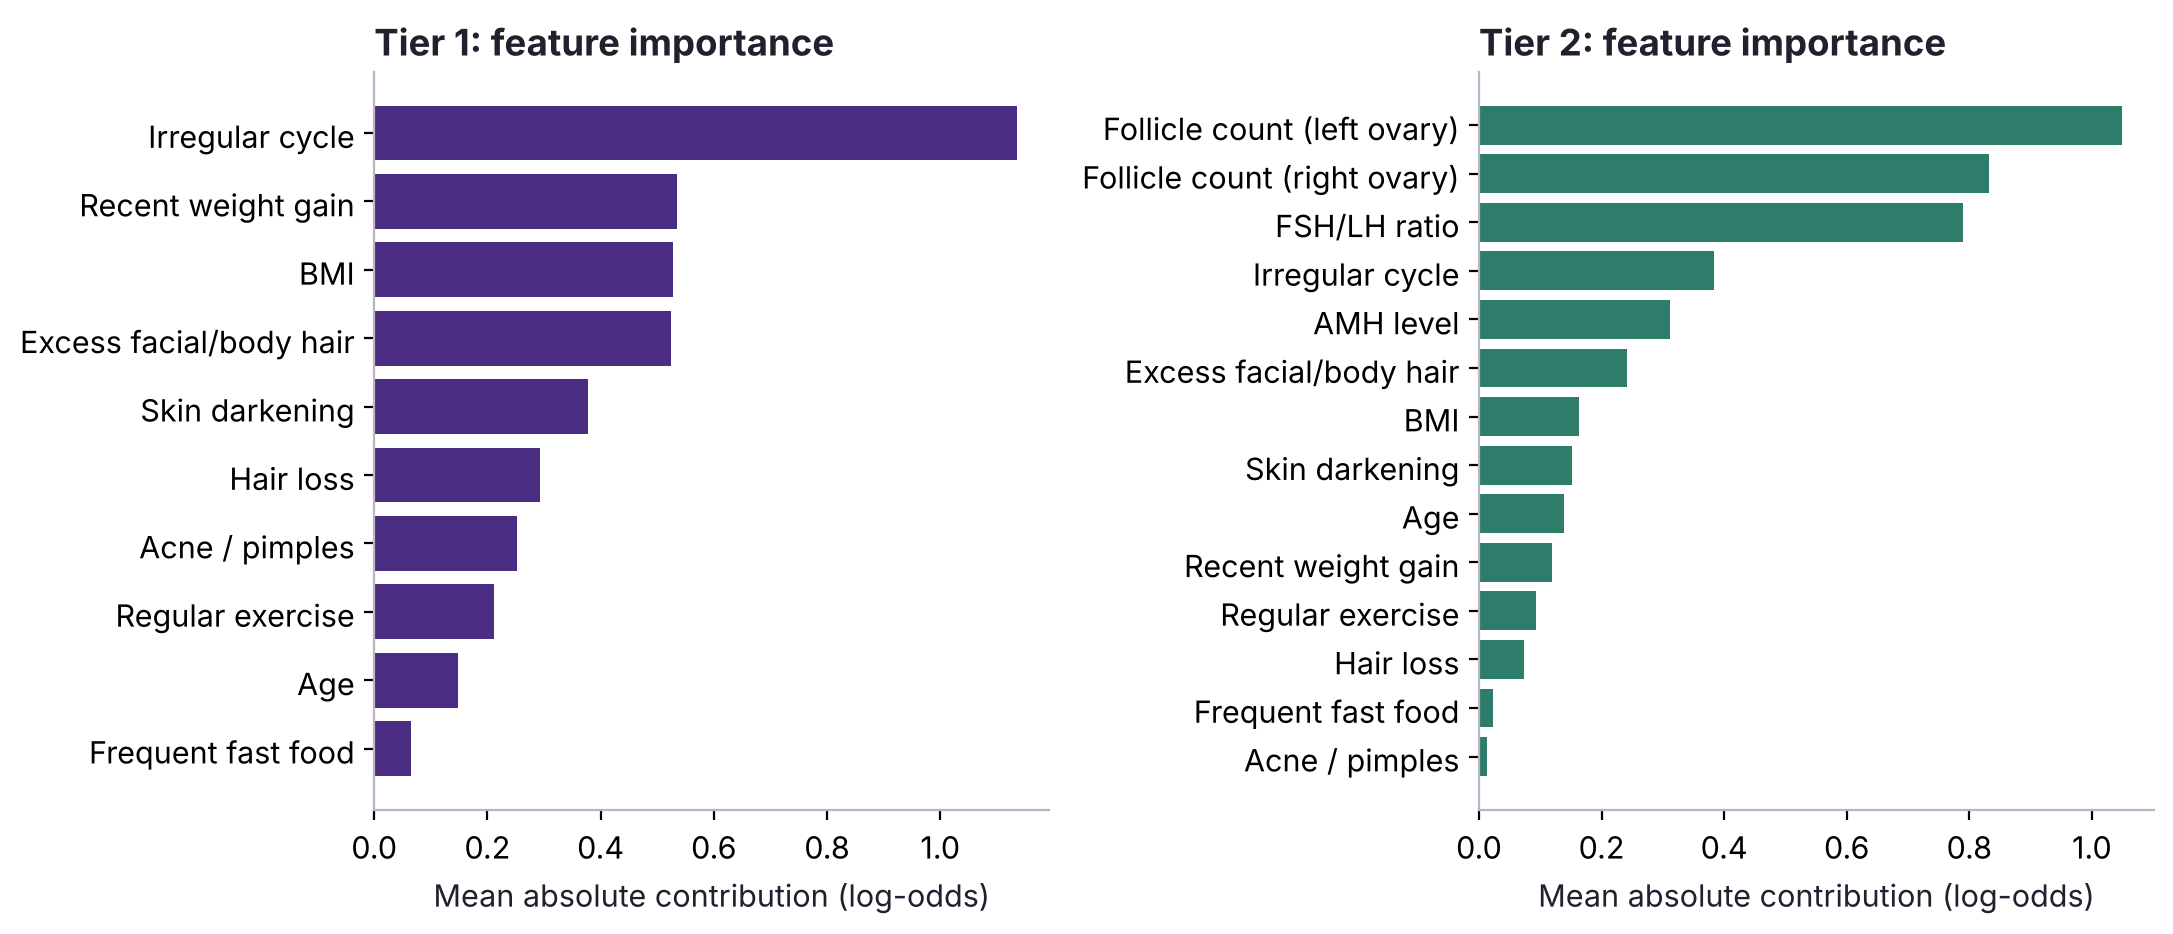 Tier 1: feature importance
Irregular cycle
Recent weight gain
BMI
Excess facial/body hair
Skin darkening
Hair loss
Acne / pimples
Regular exercise
Age
Frequent fast food
0.0 0.2 0.4 0.6 0.8 1.0
Mean absolute contribution (log-odds)
Tier 2: feature importance
Follicle count (left ovary)
Follicle count (right ovary)
FSH/LH ratio
Irregular cycle
AMH level
Excess facial/body hair
BMI
Skin darkening
Age
Recent weight gain
Regular exercise
Hair loss
Frequent fast food
Acne / pimples
0.0 0.2 0.4 0.6 0.8 1.0
Mean absolute contribution (log-odds)